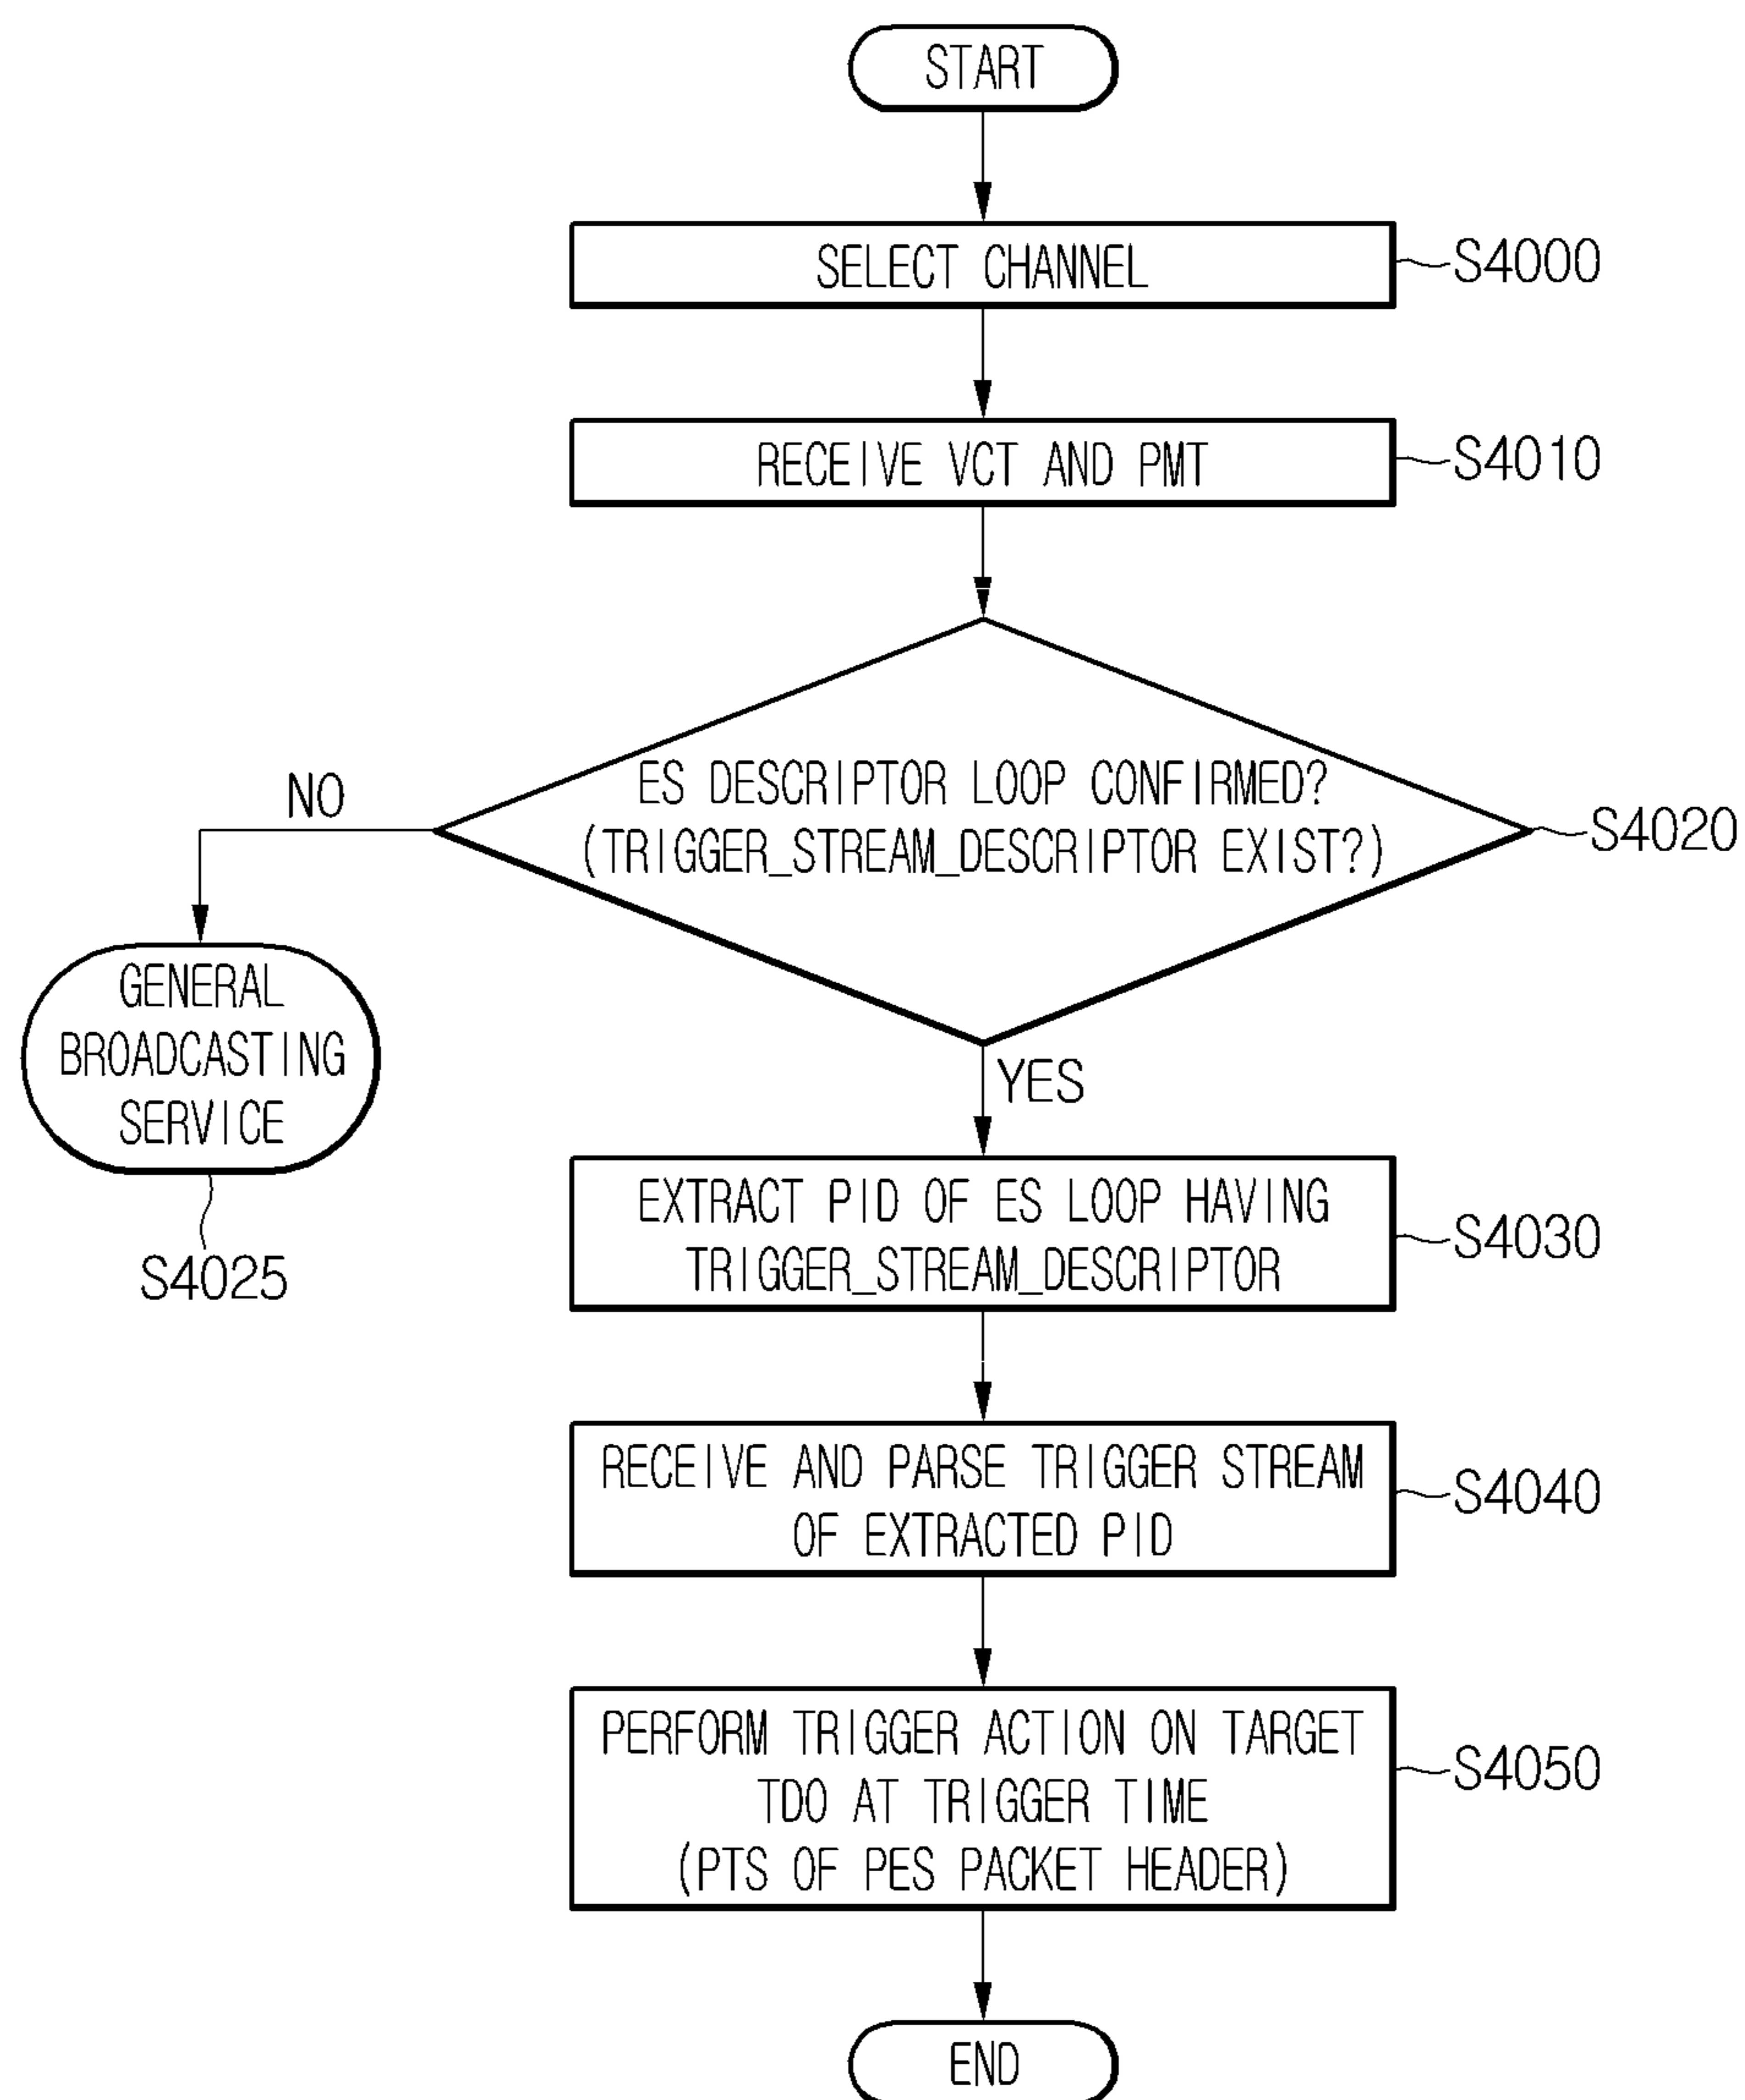 START
SELECT CHANNEL
S4000
RECEIVE VCT AND PMT
S4010
ES DESCRIPTOR LOOP CONFIRMED?
(TRIGGER_STREAM_DESCRIPTOR EXIST?)
S4020
NO
GENERAL
BROADCASTING
SERVICE
S4025
YES
EXTRACT PID OF ES LOOP HAVING
TRIGGER_STREAM_DESCRIPTOR
S4030
RECEIVE AND PARSE TRIGGER STREAM
OF EXTRACTED PID
S4040
PERFORM TRIGGER ACTION ON TARGET
TDO AT TRIGGER TIME
(PTS OF PES PACKET HEADER)
S4050
END